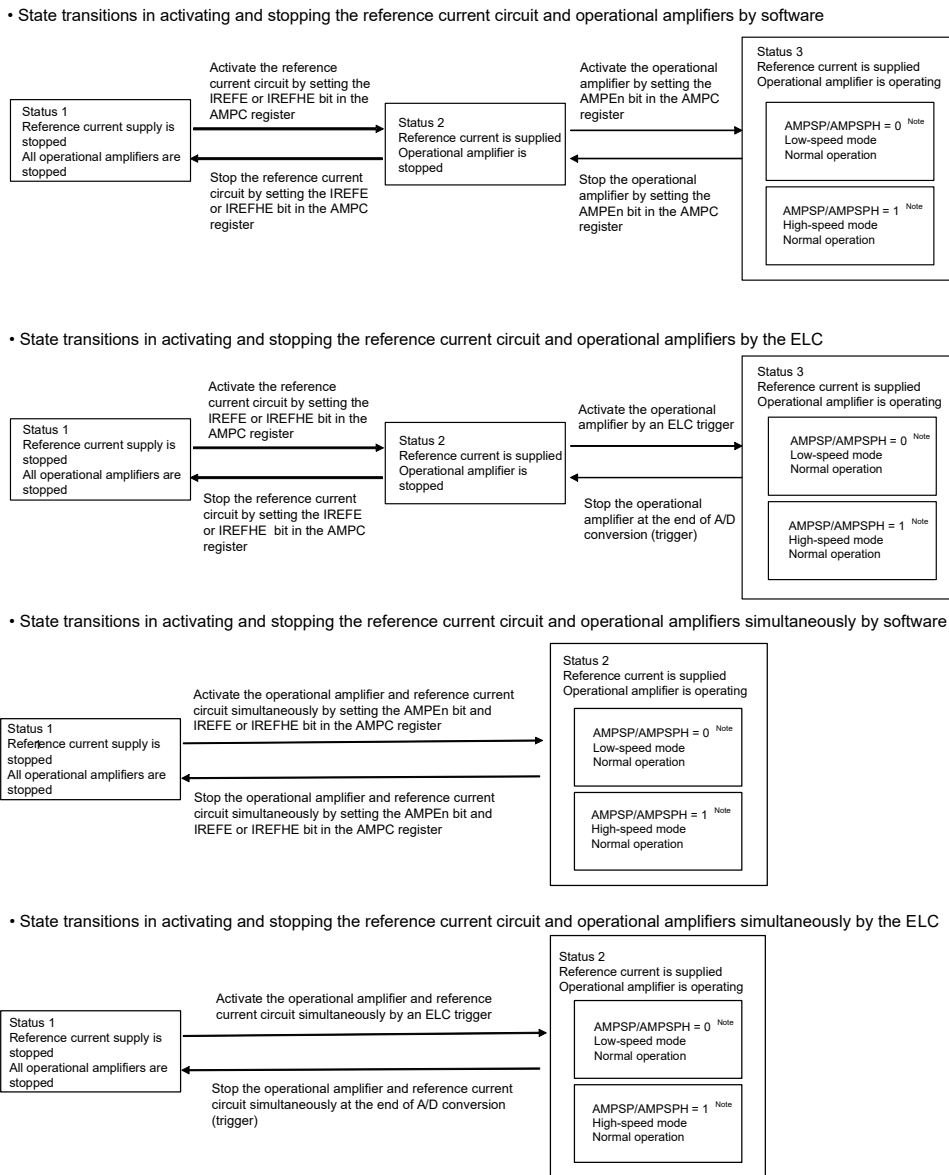 • State transitions in activating and stopping the reference current circuit and operational amplifiers by software
Status 1
Reference current supply is
stopped
All operational amplifiers are
stopped
Activate the reference
current circuit by setting the
IREFE or IREFHE bit in the
AMPC register
Stop the reference current
circuit by setting the IREFE
or IREFHE bit in the AMPC
register
Status 2
Reference current is supplied
Operational amplifier is
stopped
Activate the operational
amplifier by setting the
AMPEn bit in the AMPC
register
Stop the operational
amplifier by setting the
AMPEn bit in the AMPC
register
Status 3
Reference current is supplied
Operational amplifier is operating
AMPSP/AMPSPH = 0 Note
Low-speed mode
Normal operation
AMPSP/AMPSPH = 1 Note
High-speed mode
Normal operation
• State transitions in activating and stopping the reference current circuit and operational amplifiers by the ELC
Status 1
Reference current supply is
stopped
All operational amplifiers are
stopped
Activate the reference
current circuit by setting the
IREFE or IREFHE bit in the
AMPC register
Stop the reference current
circuit by setting the IREFE
or IREFHE bit in the AMPC
register
Status 2
Reference current is supplied
Operational amplifier is
stopped
Activate the operational
amplifier by an ELC trigger
Stop the operational
amplifier at the end of A/D
conversion (trigger)
Status 3
Reference current is supplied
Operational amplifier is operating
AMPSP/AMPSPH = 0 Note
Low-speed mode
Normal operation
AMPSP/AMPSPH = 1 Note
High-speed mode
Normal operation
• State transitions in activating and stopping the reference current circuit and operational amplifiers simultaneously by software
Status 1
Reference current supply is
stopped
All operational amplifiers are
stopped
Activate the operational amplifier and reference current
circuit simultaneously by setting the AMPEn bit and
IREFE or IREFHE bit in the AMPC register
Stop the operational amplifier and reference current
circuit simultaneously by setting the AMPEn bit and
IREFE or IREFHE bit in the AMPC register
Status 2
Reference current is supplied
Operational amplifier is operating
AMPSP/AMPSPH = 0 Note
Low-speed mode
Normal operation
AMPSP/AMPSPH = 1 Note
High-speed mode
Normal operation
• State transitions in activating and stopping the reference current circuit and operational amplifiers simultaneously by the ELC
Status 1
Reference current supply is
stopped
All operational amplifiers are
stopped
Activate the operational amplifier and reference
current circuit simultaneously by an ELC trigger
Stop the operational amplifier and reference current
circuit simultaneously at the end of A/D conversion
(trigger)
Status 2
Reference current is supplied
Operational amplifier is operating
AMPSP/AMPSPH = 0 Note
Low-speed mode
Normal operation
AMPSP/AMPSPH = 1 Note
High-speed mode
Normal operation